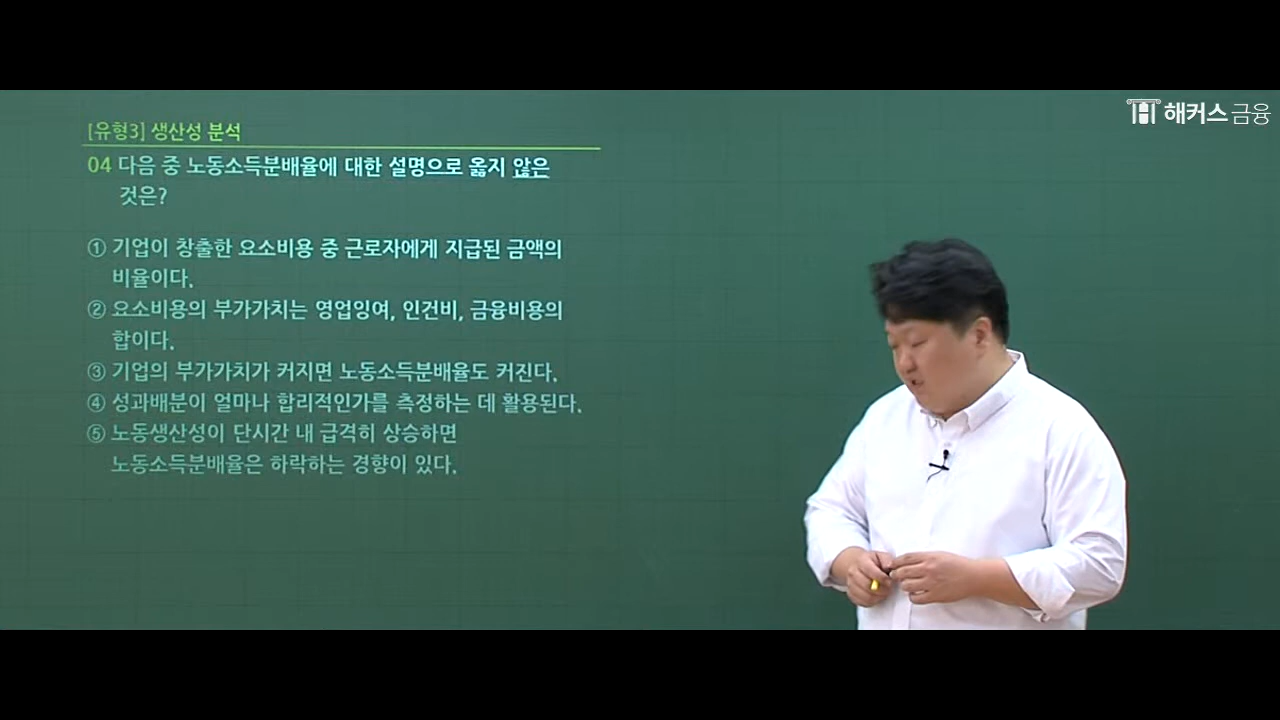 해커스 금융
[유형3] 생산성 분석
04 다음 중 노동소득분배율에 대한 설명으로 옳지 않은
것은?
① 기업이 창출한 요소비용 중 근로자에게 지급된 금액의
비율이다.
② 요소비용의 부가가치는 영업잉여, 인건비, 금융비용의
합이다.
③ 기업의 부가가치가 커지면 노동소득분배율도 커진다.
④ 성과배분이 얼마나 합리적인가를 측정하는 데 활용된다.
⑤ 노동생산성이 단시간 내 급격히 상승하면
노동소득분배율은 하락하는 경향이 있다.